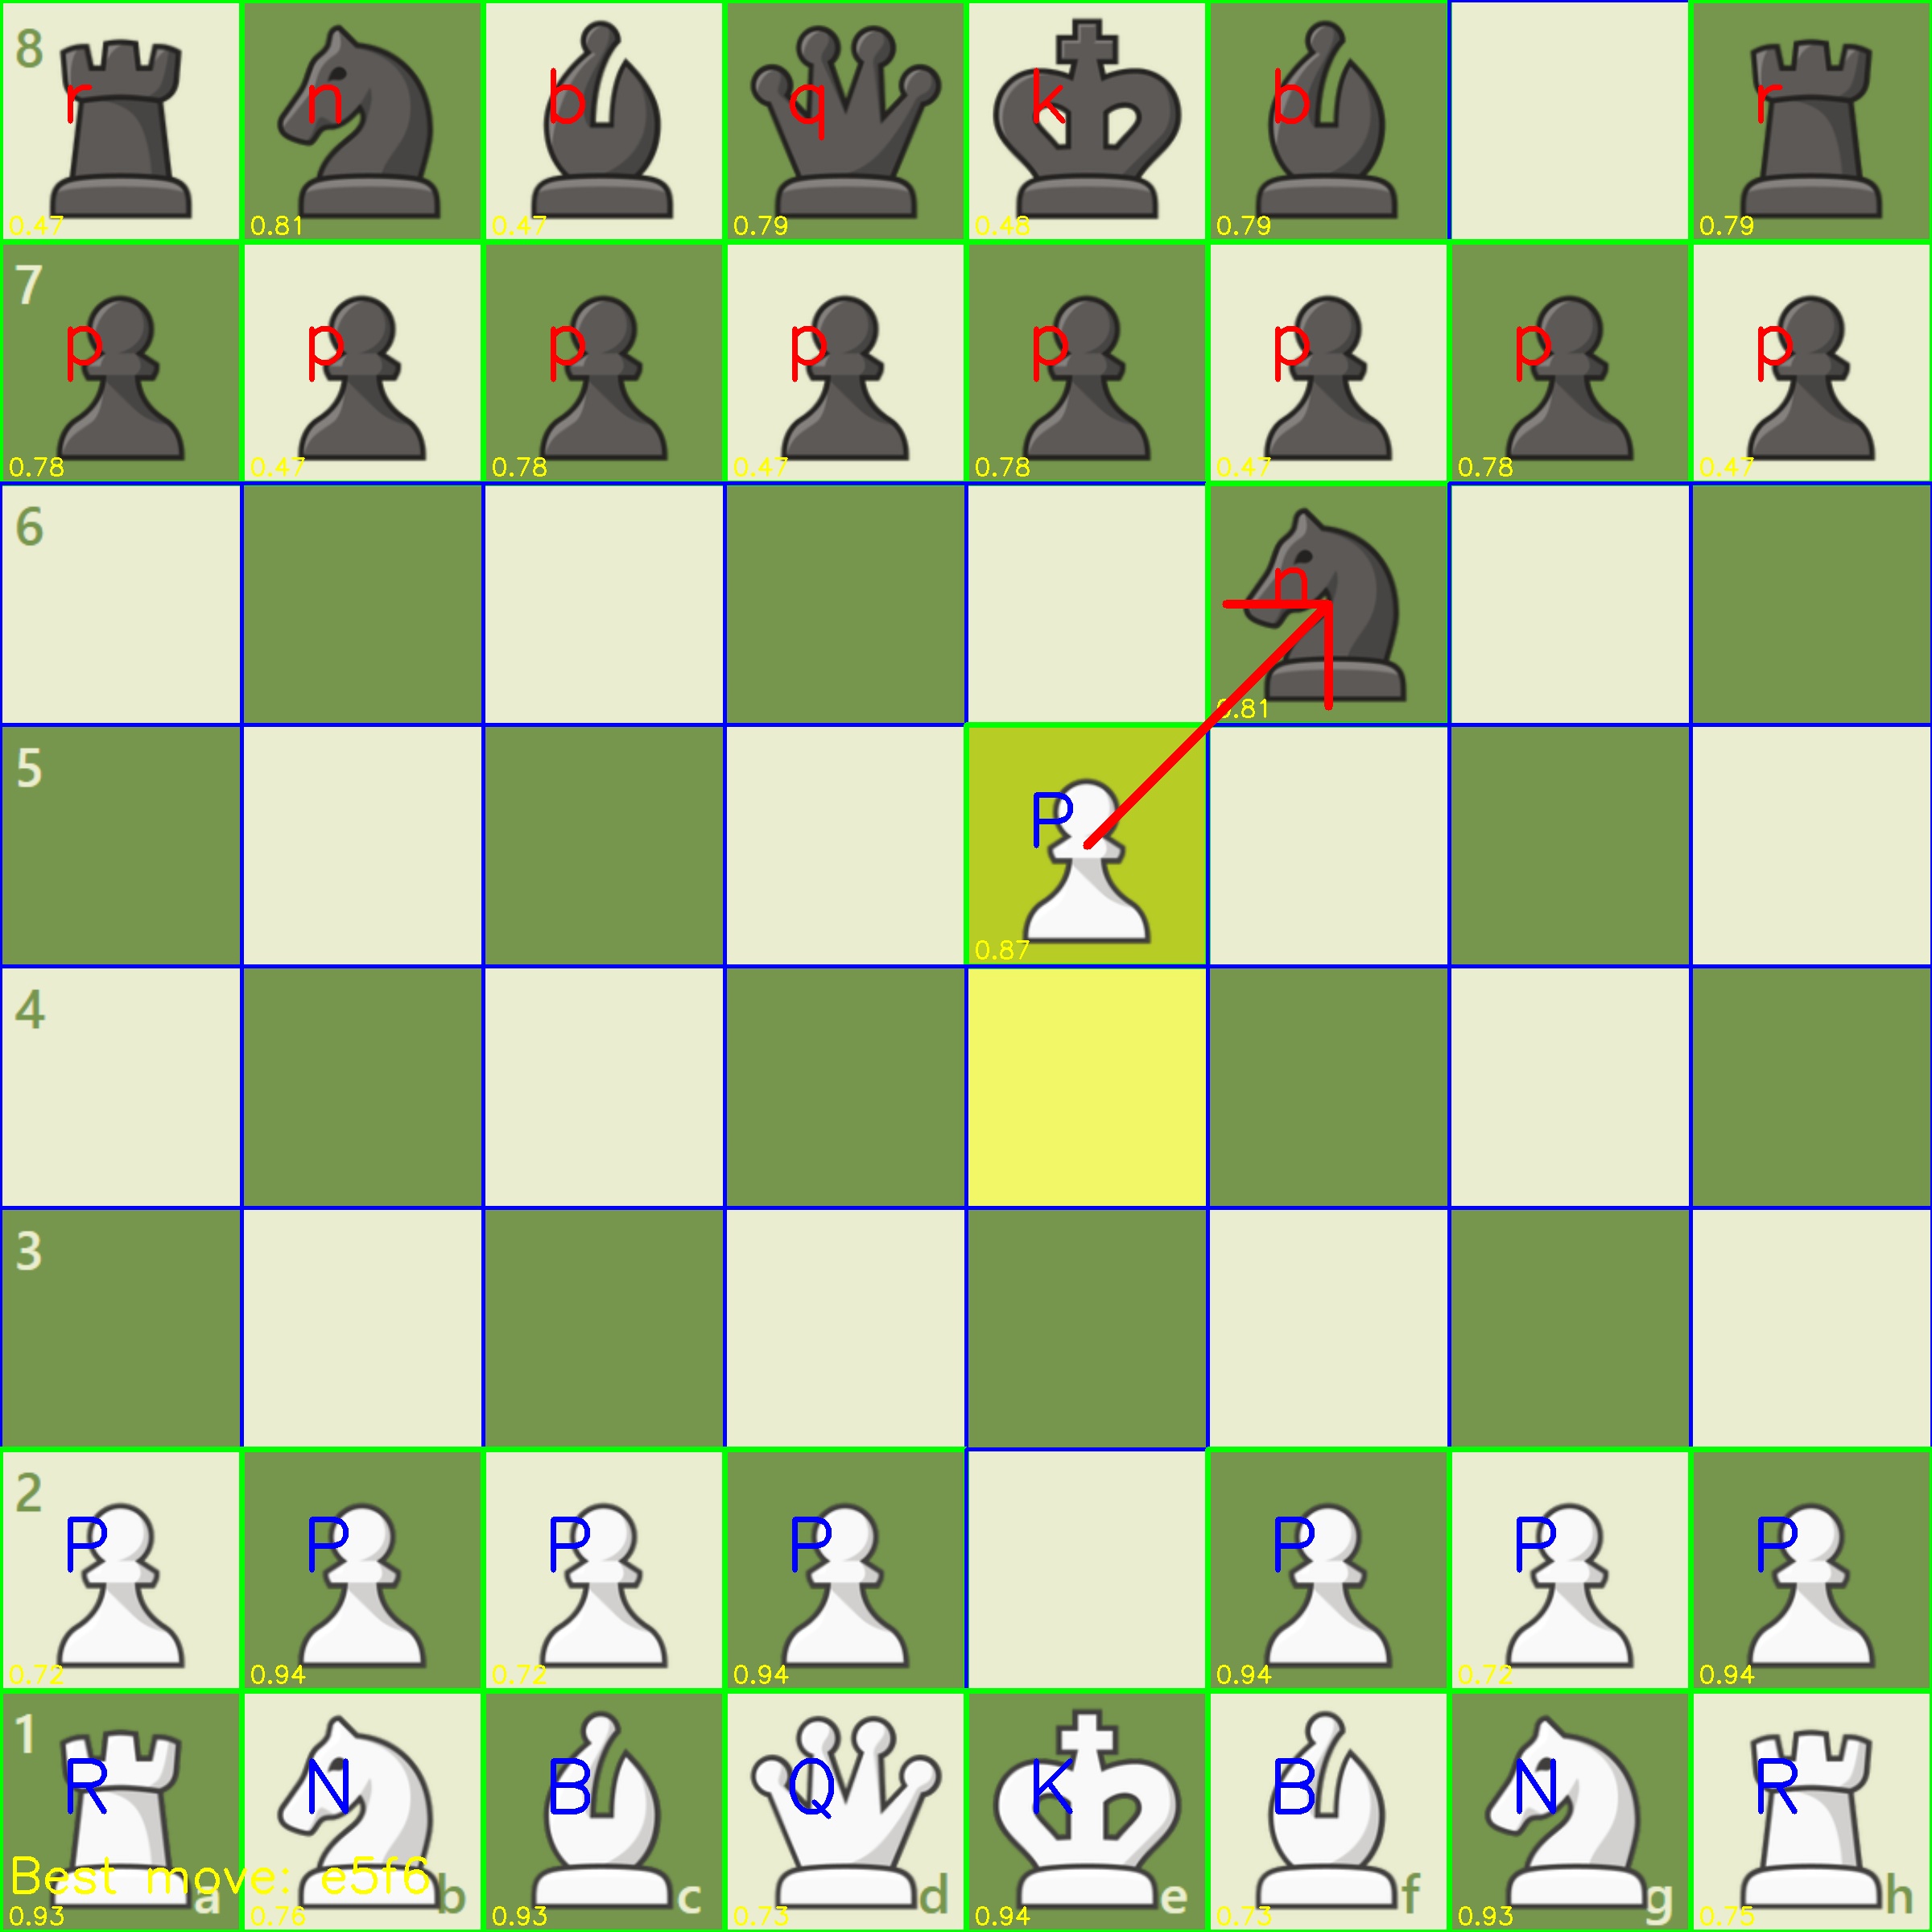 8
r n b q k b r
0.47 0.81 0.47 0.79 0.48 0.79 0.79
7
p p p p p p p p
0.78 0.47 0.78 0.47 0.78 0.47 0.78 0.47
6
n
0.81
5
P
0.87
4
3
2
P P P P P P P
0.72 0.94 0.72 0.94 0.94 0.72 0.94
1
R N B Q K B N R
Best move: e5f6
a b c d e f g h
0.93 0.76 0.93 0.73 0.94 0.73 0.93 0.75